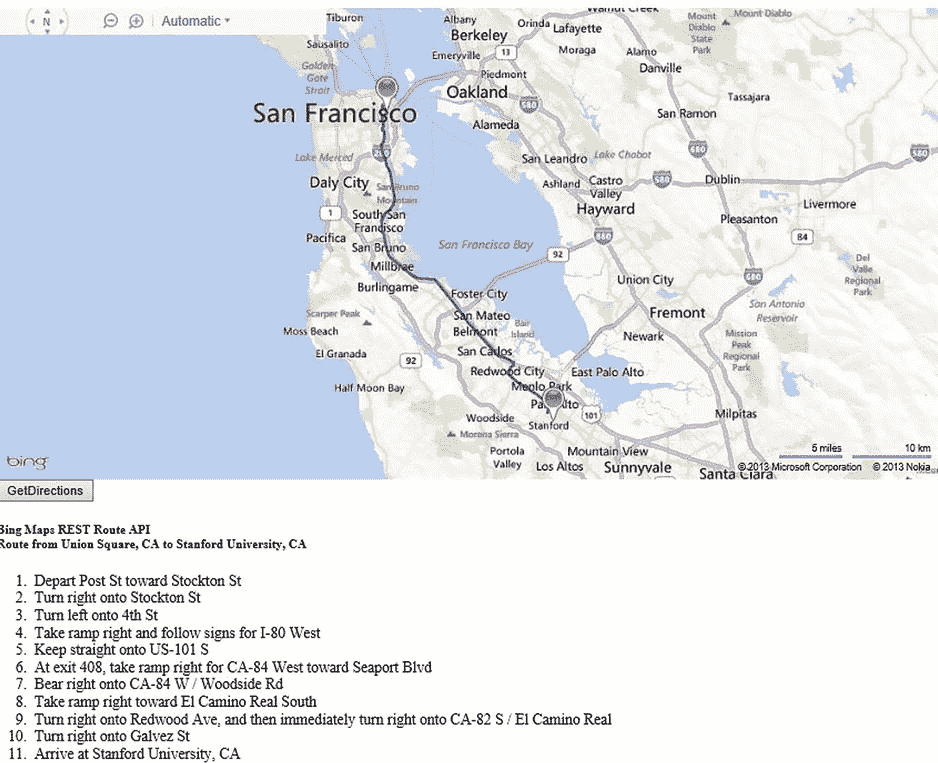 N
Automatic
Tiburon
Albany
Walnut Creek
Mount Diablo State Park
Mount Diablo
Orinda
Lafayette
Berkeley
Sausalito
Emeryville
13
Moraga
Alamo
Golden Gate Strait
Piedmont
Danville
Oakland
580
Tassajara
San Francisco
Alameda
San Ramon
280
680
580
Lake Merced
San Leandro
Lake Chabot
Daly City
San Bruno Mountain
Ashland
Castro Valley
580
Dublin
1
South San Francisco
Hayward
Livermore
Pleasanton
Pacifica
San Bruno
San Francisco Bay
880
84
92
Millbrae
Del Valle Regional Park
Burlingame
Union City
680
Foster City
San Antonio Reservoir
Scarper Peak
San Mateo
Fremont
Moss Beach
Belmont
Bair Island
Newark
Mission Peak Regional Park
El Granada
San Carlos
92
Redwood City
East Palo Alto
Half Moon Bay
Menlo Park
Palo Alto
101
Woodside
Stanford
Milpitas
Morena Sierra
Portola Valley
Mountain View
5 miles
10 km
bing
Los Altos
Sunnyvale
Santa Clara
© 2013 Microsoft Corporation © 2013 Nokia
GetDirections
Bing Maps REST Route API
Route from Union Square, CA to Stanford University, CA
1. Depart Post St toward Stockton St
2. Turn right onto Stockton St
3. Turn left onto 4th St
4. Take ramp right and follow signs for I-80 West
5. Keep straight onto US-101 S
6. At exit 408, take ramp right for CA-84 West toward Seaport Blvd
7. Bear right onto CA-84 W / Woodside Rd
8. Take ramp right toward El Camino Real South
9. Turn right onto Redwood Ave, and then immediately turn right onto CA-82 S / El Camino Real
10. Turn right onto Galvez St
11. Arrive at Stanford University, CA